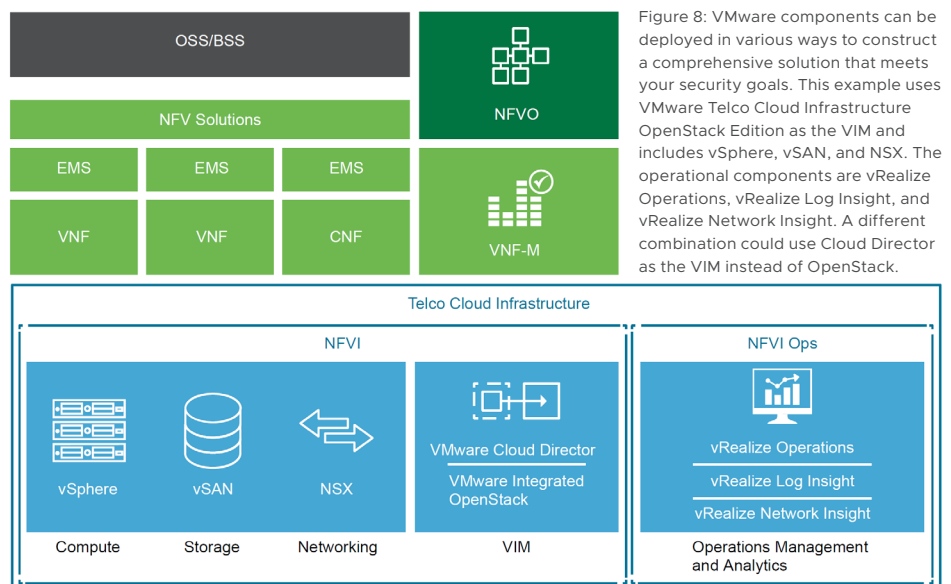 OSS/BSS
NFVO
NFV Solutions
EMS
EMS
EMS
VNF
VNF
CNF
VNF-M
Figure 8: VMware components can be
deployed in various ways to construct
a comprehensive solution that meets
your security goals. This example uses
VMware Telco Cloud Infrastructure
OpenStack Edition as the VIM and
includes vSphere, vSAN, and NSX. The
operational components are vRealize
Operations, vRealize Log Insight, and
vRealize Network Insight. A different
combination could use Cloud Director
as the VIM instead of OpenStack.
Telco Cloud Infrastructure
NFVI
NFVI Ops
vSphere
vSAN
NSX
VMware Cloud Director
VMware Integrated
OpenStack
vRealize Operations
vRealize Log Insight
vRealize Network Insight
Compute
Storage
Networking
VIM
Operations Management
and Analytics